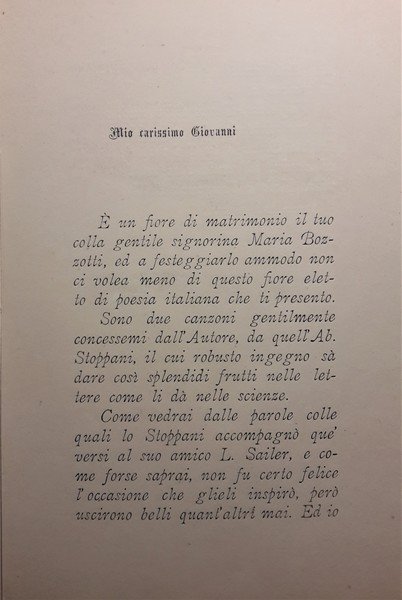 Mio carissimo Giovanni
È un fiore di matrimonio il tuo
colla gentile signorina Maria Boz-
zotti, ed a festeggiarlo ammodo non
ci volea meno di questo fiore elet-
to di poesia italiana che ti presento.
Sono due canzoni gentilmente
concessemi dall'Autore, da quell'Ab.
Stoppani, il cui robusto ingegno sà
dare così splendidi frutti nelle let-
tere come li dà nelle scienze.
Come vedrai dalle parole colle
quali lo Stoppani accompagnò que'
versi al suo amico L. Sailer, e co-
me forse saprai, non fu certo felice
l'occasione che glieli inspirò, però
uscirono belli quant'altri mai. Ed io